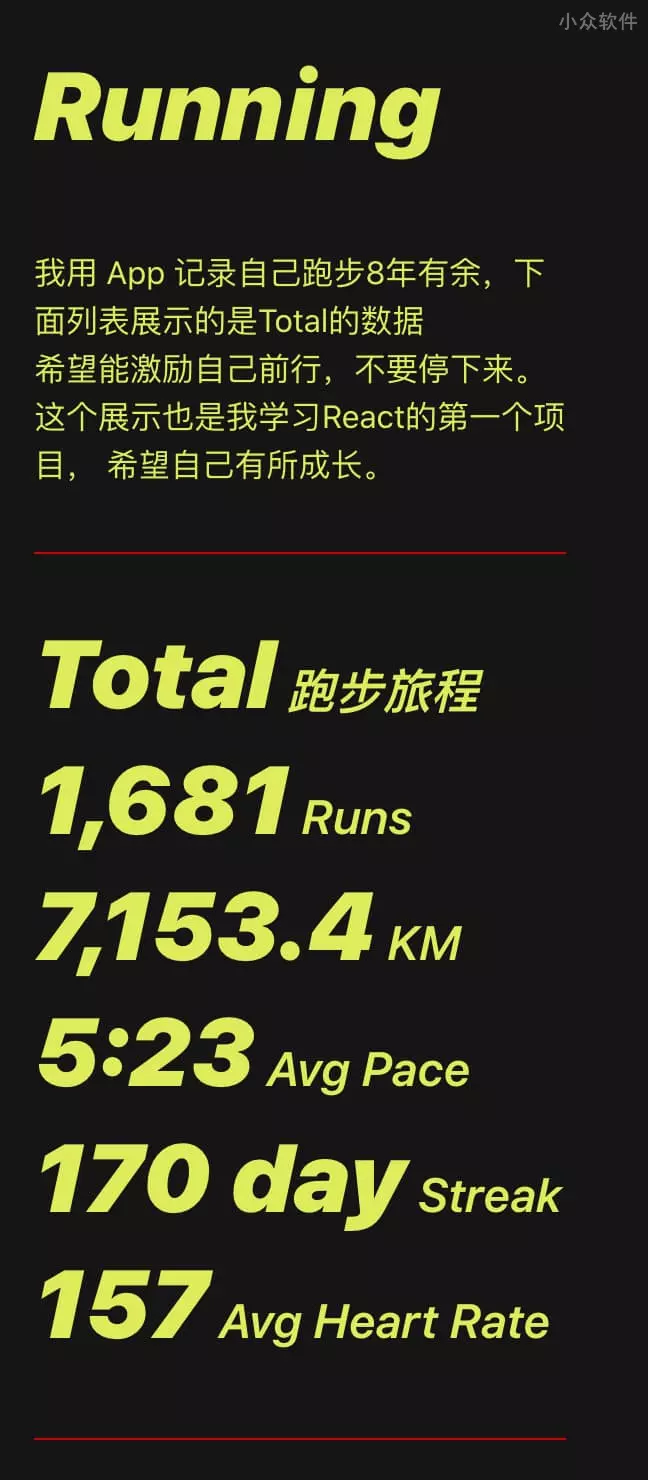 小众软件
Running
我用 App 记录自己跑步8年有余，下
面列表展示的是Total的数据
希望能激励自己前行，不要停下来。
这个展示也是我学习React的第一个项
目， 希望自己有所成长。
Total 跑步旅程
1,681 Runs
7,153.4 KM
5:23 Avg Pace
170 day Streak
157 Avg Heart Rate